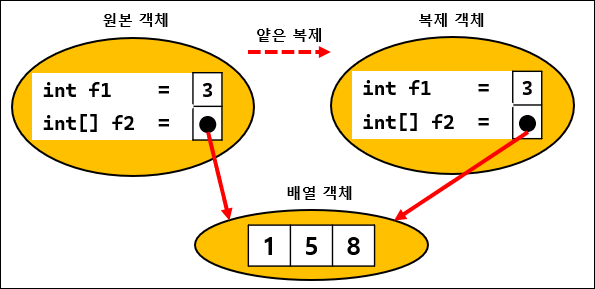 원본 객체
얕은 복제
복제 객체
int f1 = 3
int[] f2 =
int f1 = 3
int[] f2 =
배열 객체
1 5 8